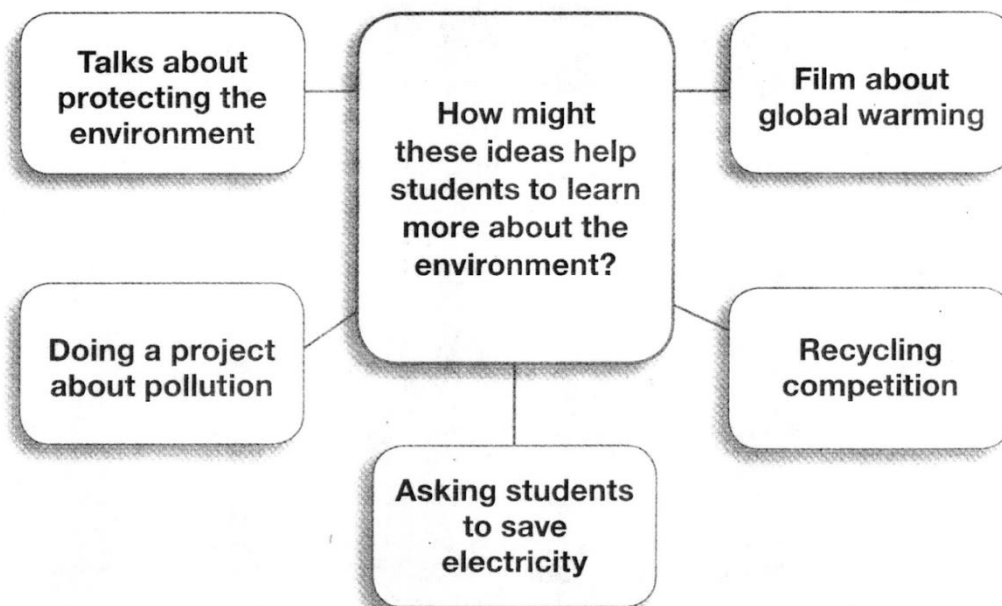 Talks about
protecting the
environment
How might
these ideas help
students to learn
more about the
environment?
Film about
global warming
Doing a project
about pollution
Recycling
competition
Asking students
to save
electricity